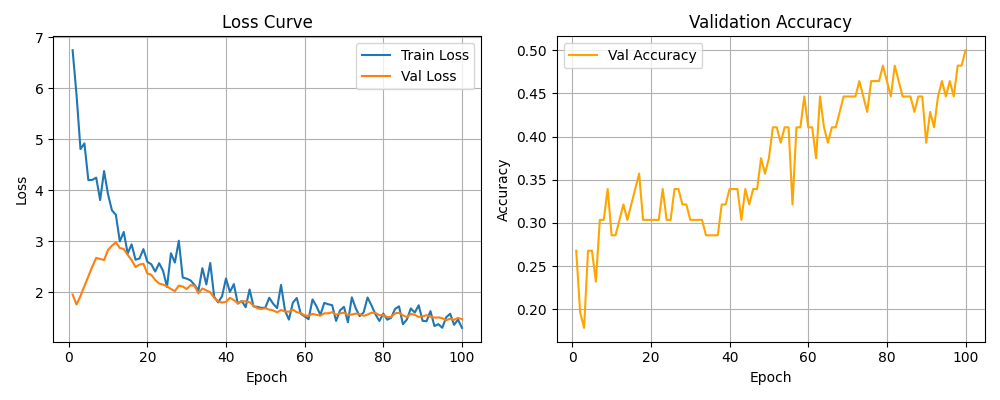 Loss Curve
7
6
5
4
3
2
0
20
40
60
80
100
Loss
Epoch
Train Loss
Val Loss
Validation Accuracy
0.50
0.45
0.40
0.35
0.30
0.25
0.20
0
20
40
60
80
100
Accuracy
Epoch
Val Accuracy